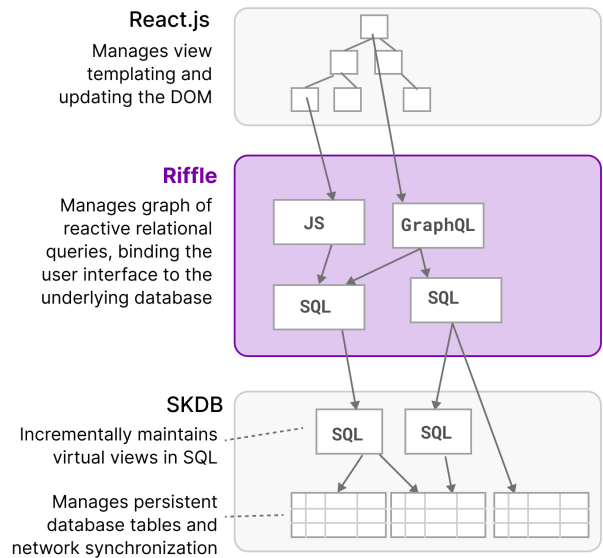 React.js
Manages view
templating and
updating the DOM
Riffle
Manages graph of
reactive relational
queries, binding the
user interface to the
underlying database
JS
GraphQL
SQL
SQL
SKDB
Incrementally maintains
virtual views in SQL
SQL
SQL
Manages persistent
database tables and
network synchronization